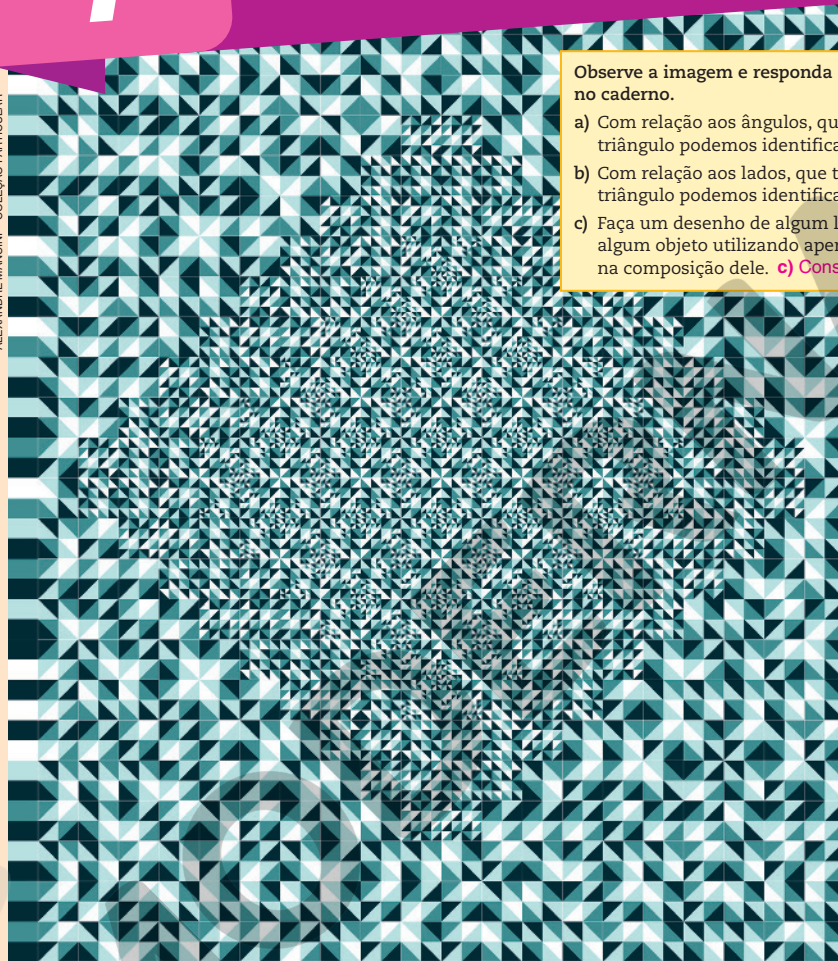 Observe a imagem e responda
no caderno.
a) Com relação aos ângulos, qu
triângulo podemos identifica
b) Com relação aos lados, que t
triângulo podemos identifica
c) Faça um desenho de algum l
algum objeto utilizando aper
na composição dele. c) Cons